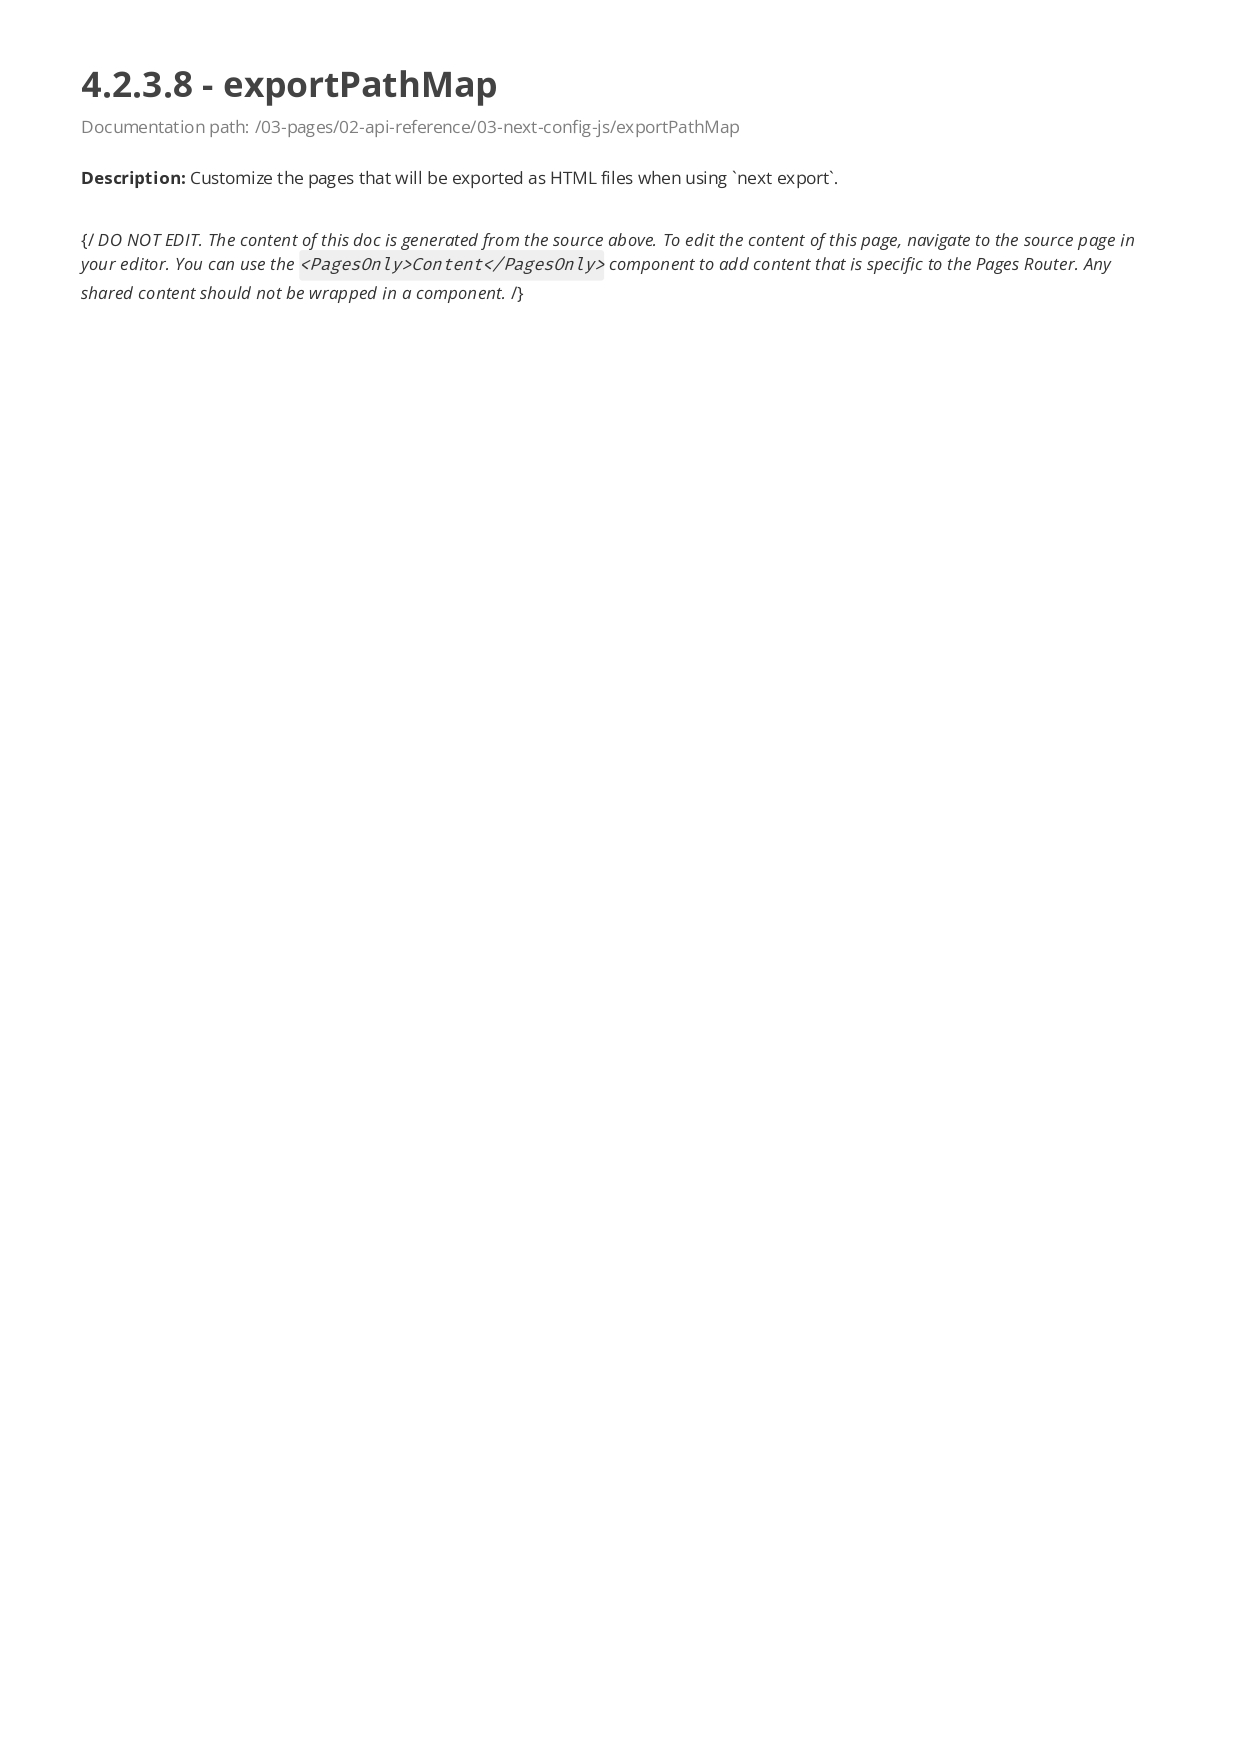 4.2.3.8 - exportPathMap
Documentation path: /03-pages/02-api-reference/03-next-config-js/exportPathMap
Description: Customize the pages that will be exported as HTML files when using `next export`.
{/ DO NOT EDIT. The content of this doc is generated from the source above. To edit the content of this page, navigate to the source page in
your editor. You can use the <PagesOnly>Content</PagesOnly> component to add content that is specific to the Pages Router. Any
shared content should not be wrapped in a component. /}